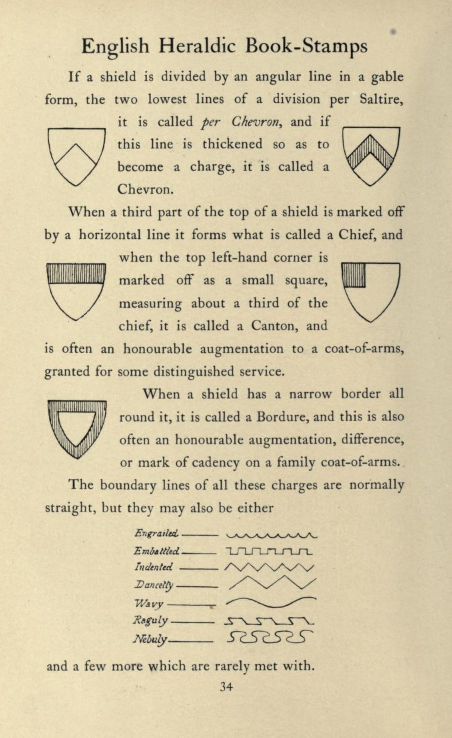 English Heraldic Book-Stamps
If a shield is divided by an angular line in a gable
form, the two lowest lines of a division per Saltire,
it is called per Chevron, and if
this line is thickened so as to
become a charge, it is called a
Chevron.
When a third part of the top of a shield is marked off
by a horizontal line it forms what is called a Chief, and
when the top left-hand corner is
marked off as a small square,
measuring about a third of the
chief, it is called a Canton, and
is often an honourable augmentation to a coat-of-arms,
granted for some distinguished service.
When a shield has a narrow border all
round it, it is called a Bordure, and this is also
often an honourable augmentation, difference,
or mark of cadency on a family coat-of-arms.
The boundary lines of all these charges are normally
straight, but they may also be either
Engrailed
Embattled
Indented
Dancetty
Wavy
Raguly
Nebuly
and a few more which are rarely met with.
34